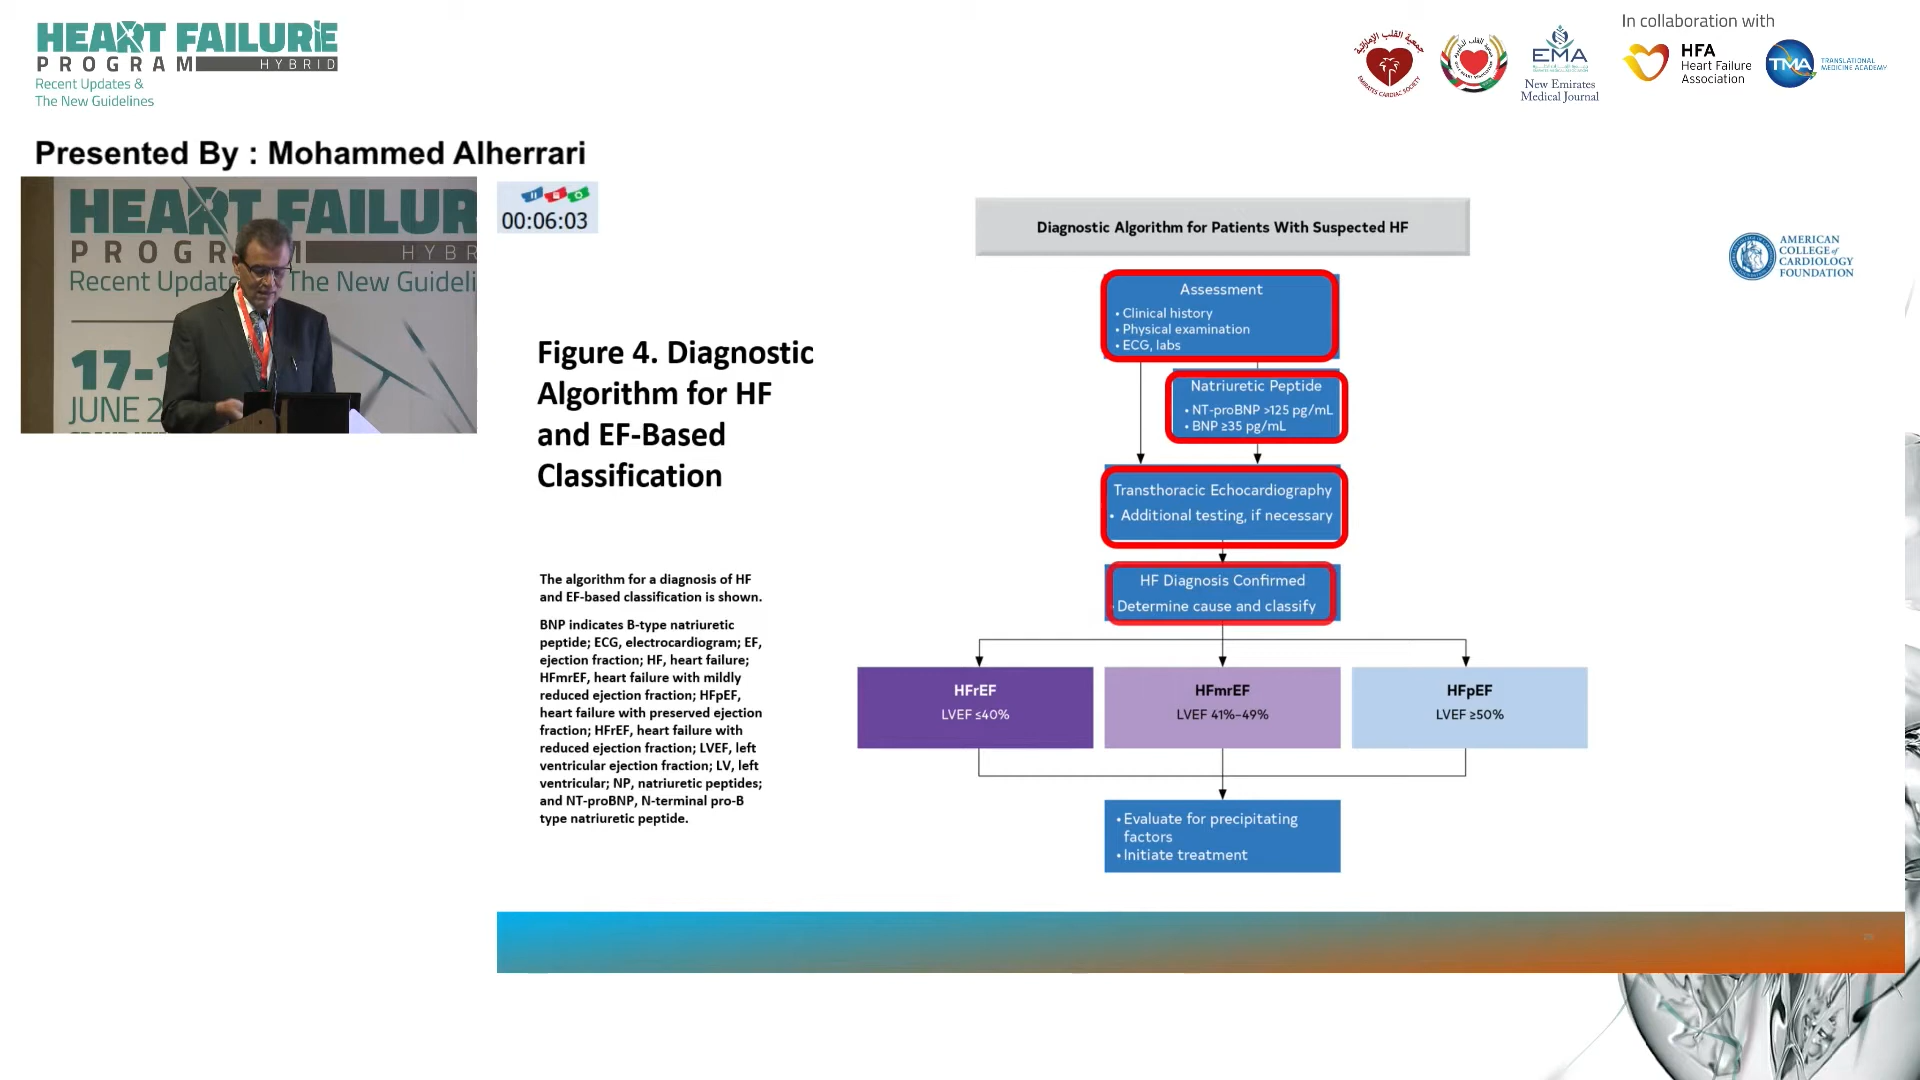 HEART FAILURE
PROGRAM HYBRID
Recent Updates &
The New Guidelines
EMIRATES CARDIAC SOCIETY
EMA
New Emirates
Medical Journal
In collaboration with
HFA
Heart Failure
Association
TMA
TRANSLATIONAL
MEDICINE ACADEMY
Presented By : Mohammed Alherrari
HEART FAILUR
PROGR M HYBR
Recent Updat The New Guideli
17-1
JUNE 2
00:06:03
AMERICAN
COLLEGE of
CARDIOLOGY
FOUNDATION
Figure 4. Diagnostic
Algorithm for HF
and EF-Based
Classification
The algorithm for a diagnosis of HF
and EF-based classification is shown.
BNP indicates B-type natriuretic
peptide; ECG, electrocardiogram; EF,
ejection fraction; HF, heart failure;
HFmrEF, heart failure with mildly
reduced ejection fraction; HFpEF,
heart failure with preserved ejection
fraction; HFrEF, heart failure with
reduced ejection fraction; LVEF, left
ventricular ejection fraction; LV, left
ventricular; NP, natriuretic peptides;
and NT-proBNP, N-terminal pro-B
type natriuretic peptide.
Diagnostic Algorithm for Patients With Suspected HF
Assessment
• Clinical history
• Physical examination
• ECG, labs
Natriuretic Peptide
• NT-proBNP >125 pg/mL
• BNP ≥35 pg/mL
Transthoracic Echocardiography
• Additional testing, if necessary
HF Diagnosis Confirmed
• Determine cause and classify
HFrEF
LVEF ≤40%
HFmrEF
LVEF 41%–49%
HFpEF
LVEF ≥50%
• Evaluate for precipitating
factors
• Initiate treatment